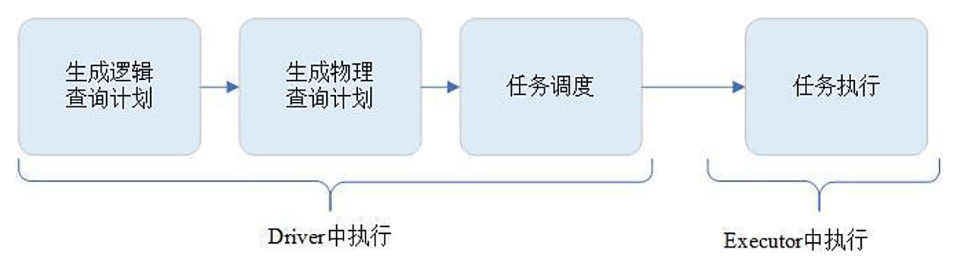 生成逻辑
查询计划
生成物理
查询计划
任务调度
任务执行
Driver中执行
Executor中执行